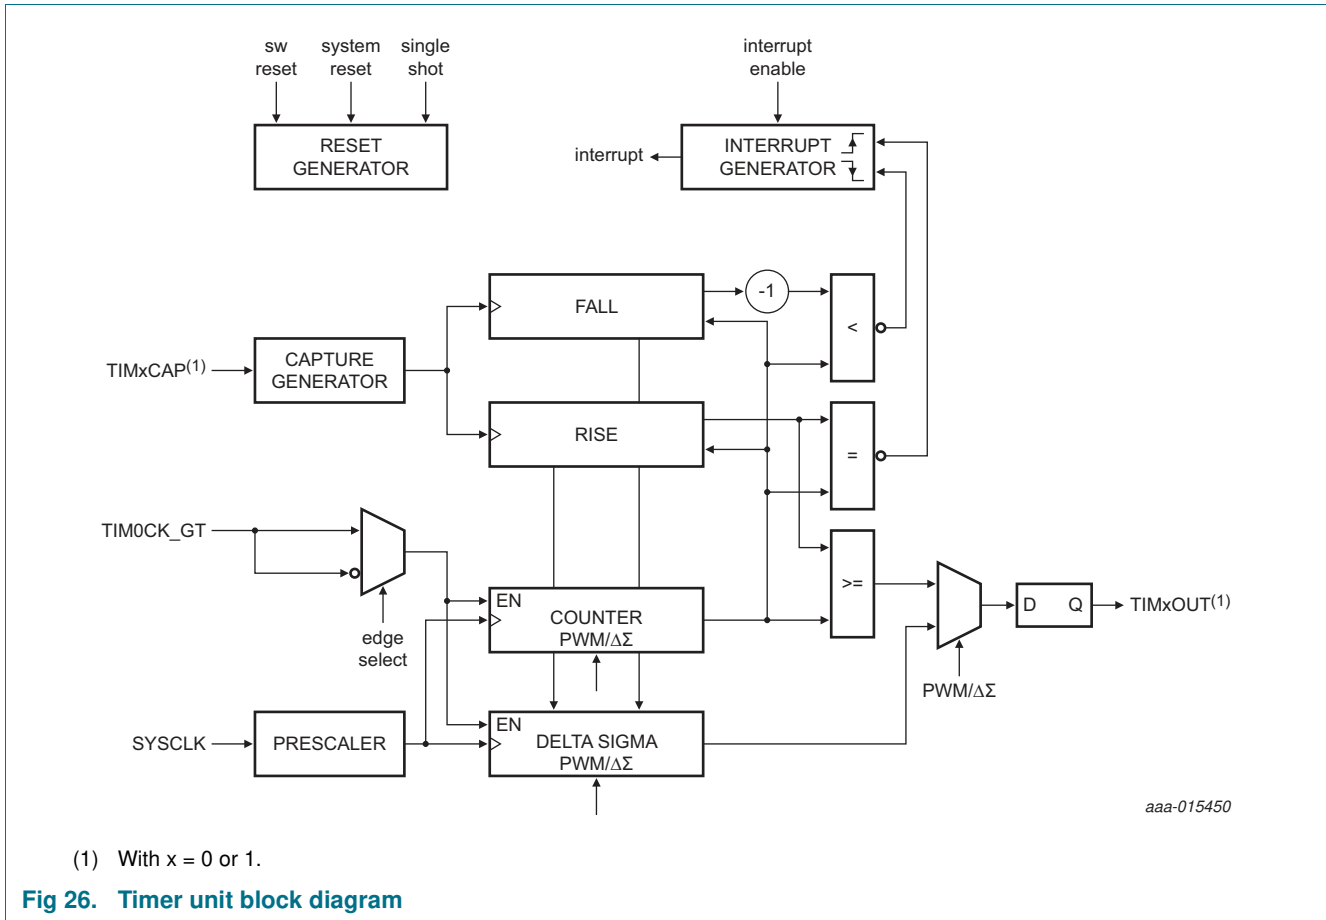 sw
reset
system
reset
single
shot
interrupt
enable
RESET
GENERATOR
interrupt
INTERRUPT
GENERATOR
FALL
-1
<
TIMxCAP(1)
CAPTURE
GENERATOR
RISE
=
TIM0CK_GT
edge
select
EN
COUNTER
PWM/ΔΣ
>=
D Q
TIMxOUT(1)
PWM/ΔΣ
SYSCLK
PRESCALER
EN
DELTA SIGMA
PWM/ΔΣ
aaa-015450
(1) With x = 0 or 1.
Fig 26. Timer unit block diagram